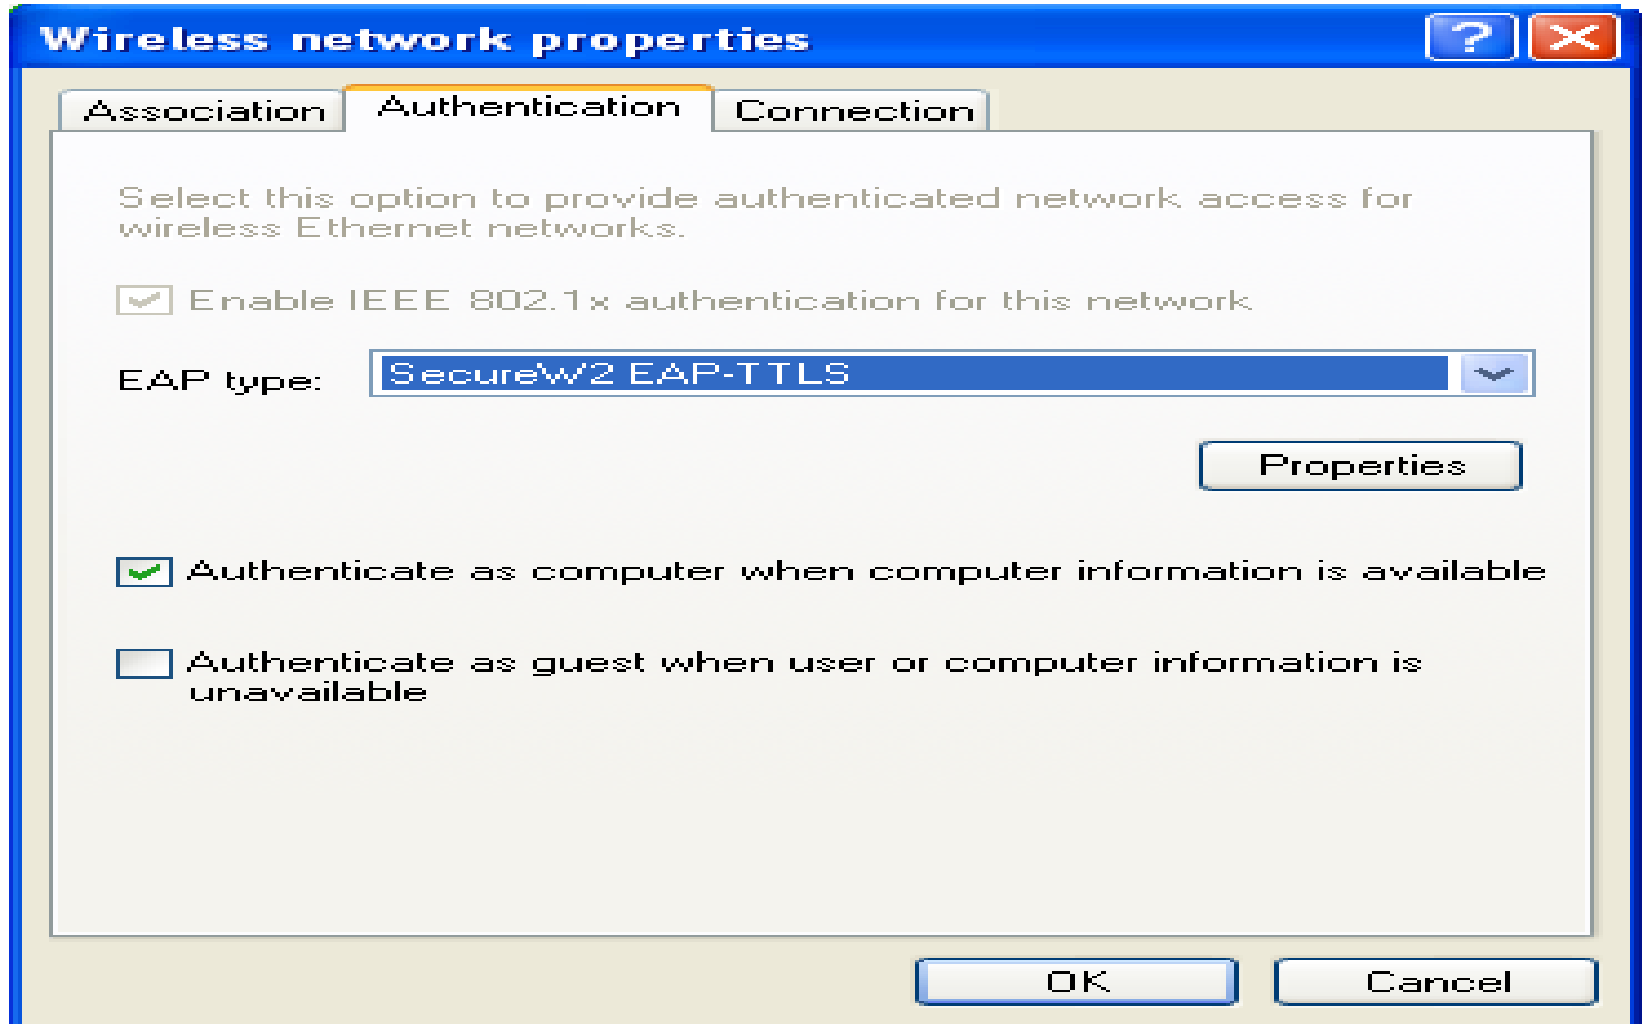 Wireless network properties
?
Association Authentication Connection
Select this option to provide authenticated network access for
wireless Ethernet networks.
Enable IEEE 802.1x authentication for this network
EAP type: SecureW2 EAP-TTLS
Properties
Authenticate as computer when computer information is available
Authenticate as guest when user or computer information is
unavailable
OK Cancel